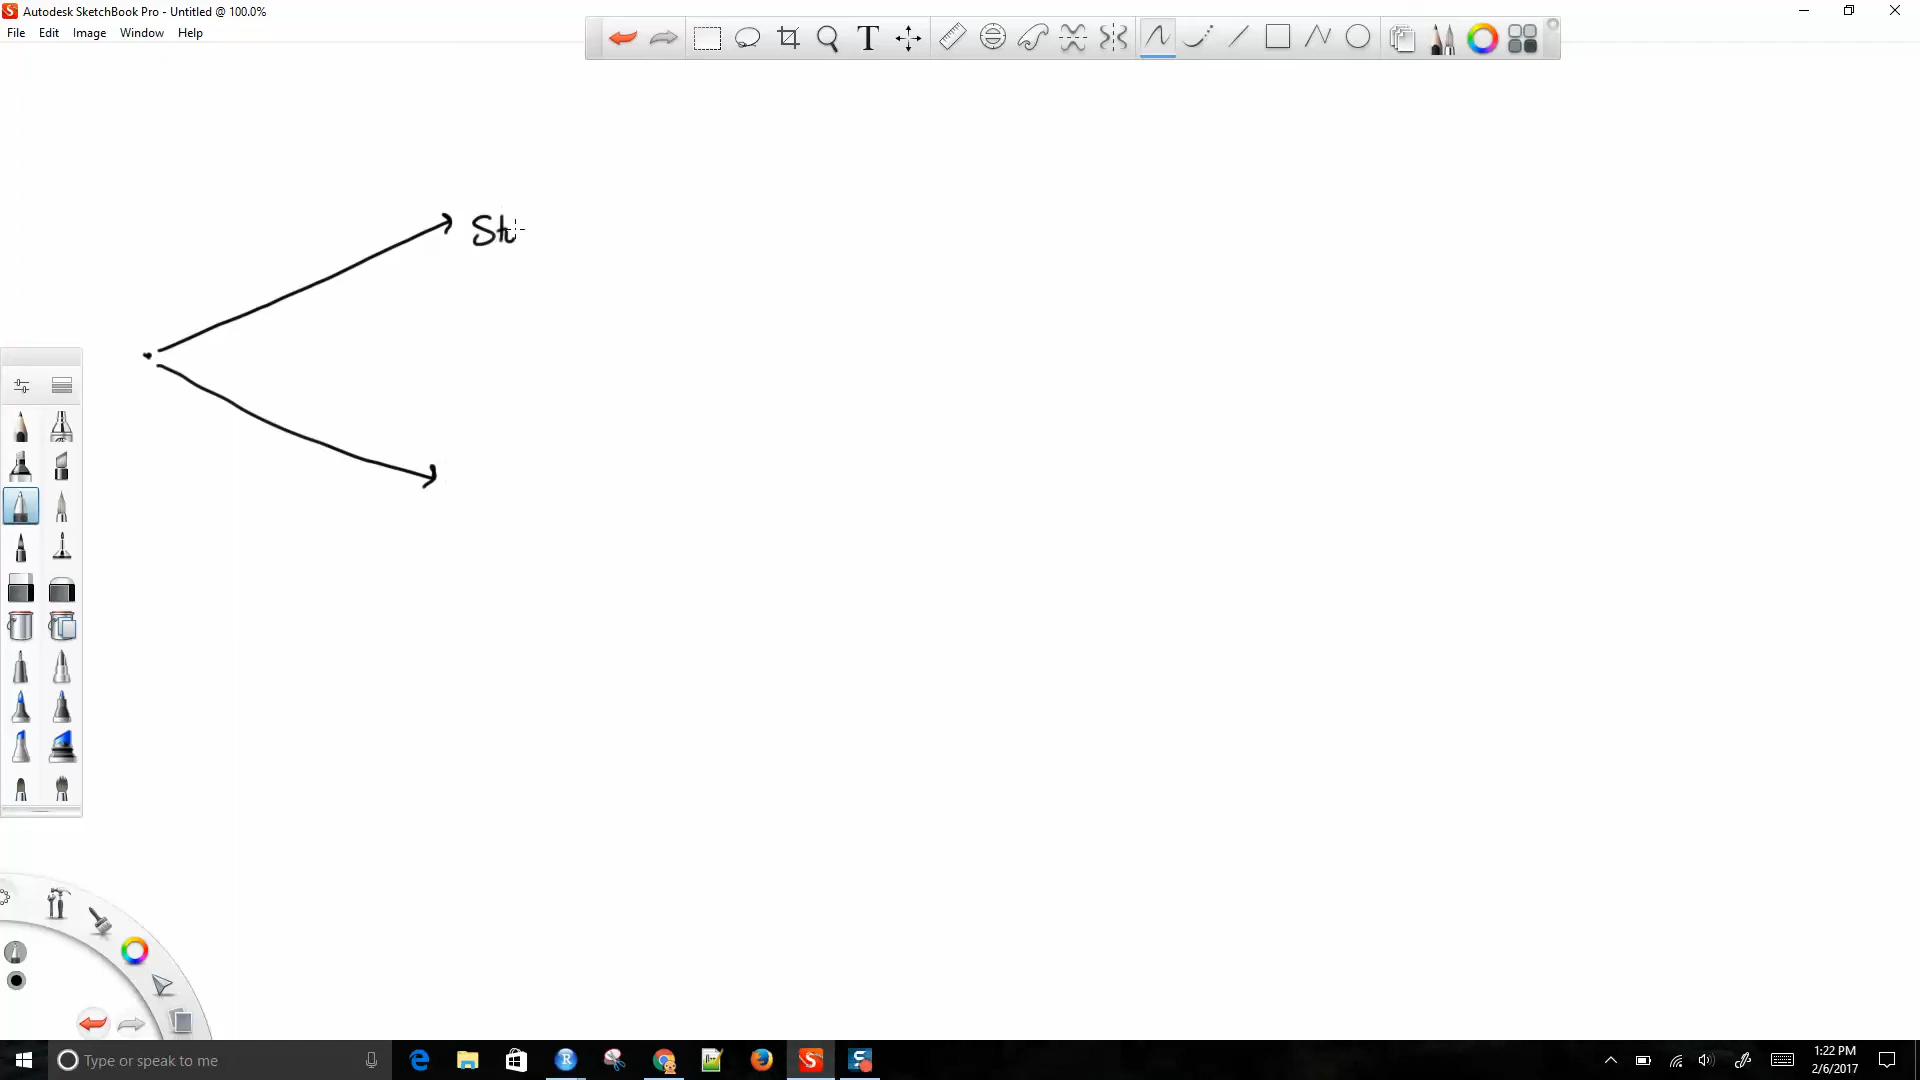 Autodesk SketchBook Pro - Untitled @ 100.0%
File Edit Image Window Help
T
Type or speak to me
1:22 PM
2/6/2017